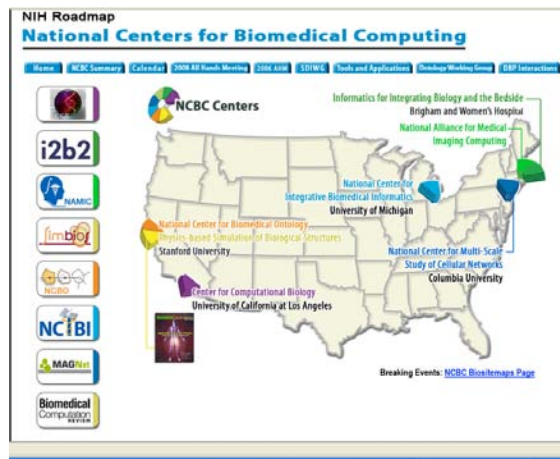 NIH Roadmap
National Centers for Biomedical Computing
Home
NCBC Summary
Calendar
2008 All Hands Meeting
2006 AHM
SDIWG
Tools and Applications
Ontology Working Group
DBP Interactions
NCBC Centers
Informatics for Integrating Biology and the Bedside
Brigham and Women's Hospital
National Alliance for Medical
Imaging Computing
i2b2
NAMIC
National Center for
Integrative Biomedical Informatics
University of Michigan
National Center for Biomedical Ontology
Physics-Based Simulation of Biological Structures
Stanford University
National Center for Multi-Scale
Study of Cellular Networks
Columbia University
Center for Computational Biology
University of California at Los Angeles
Simbios
NCBO
NCIBI
MAGNet
Biomedical
Computation
REVIEW
Breaking Events: NCBC Biositemaps Page